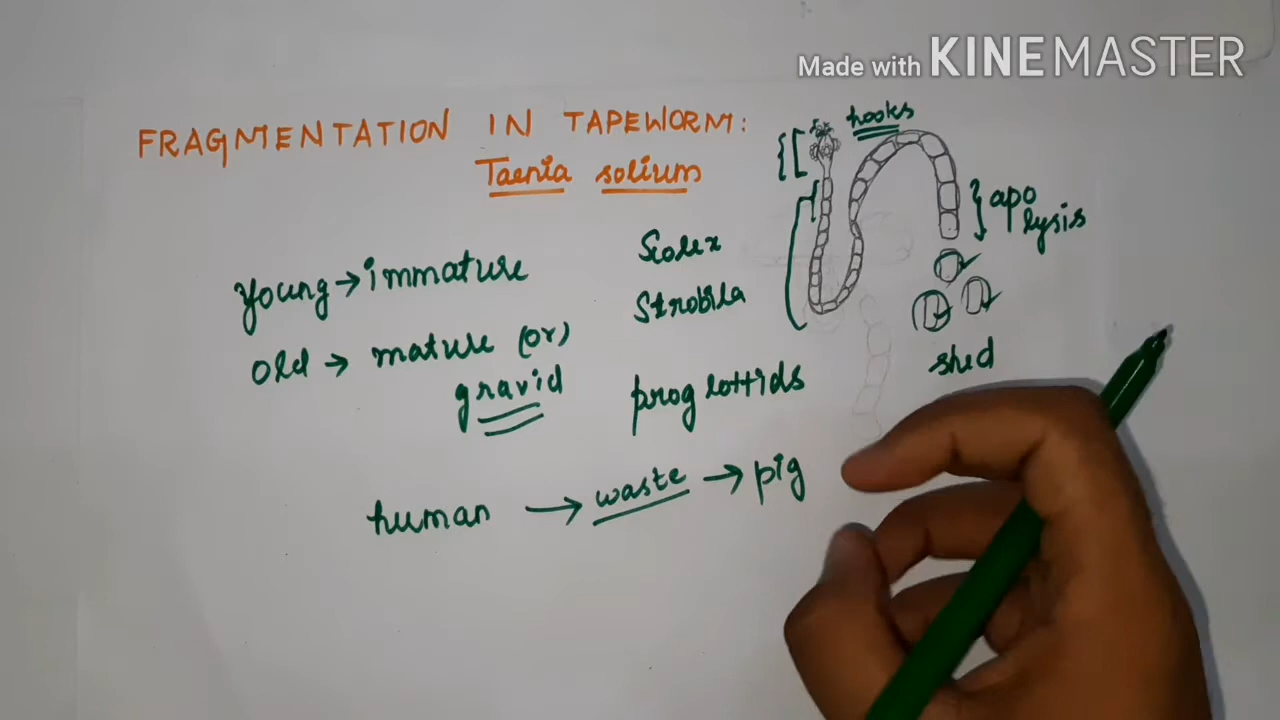 Made with KINEMASTER
FRAGMENTATION IN TAPEWORM:
Taenia solium
hooks
apo
lysis
shed
young → immature
old → mature (or)
gravid
Scolex
Strobila
proglottids
human → waste → pig